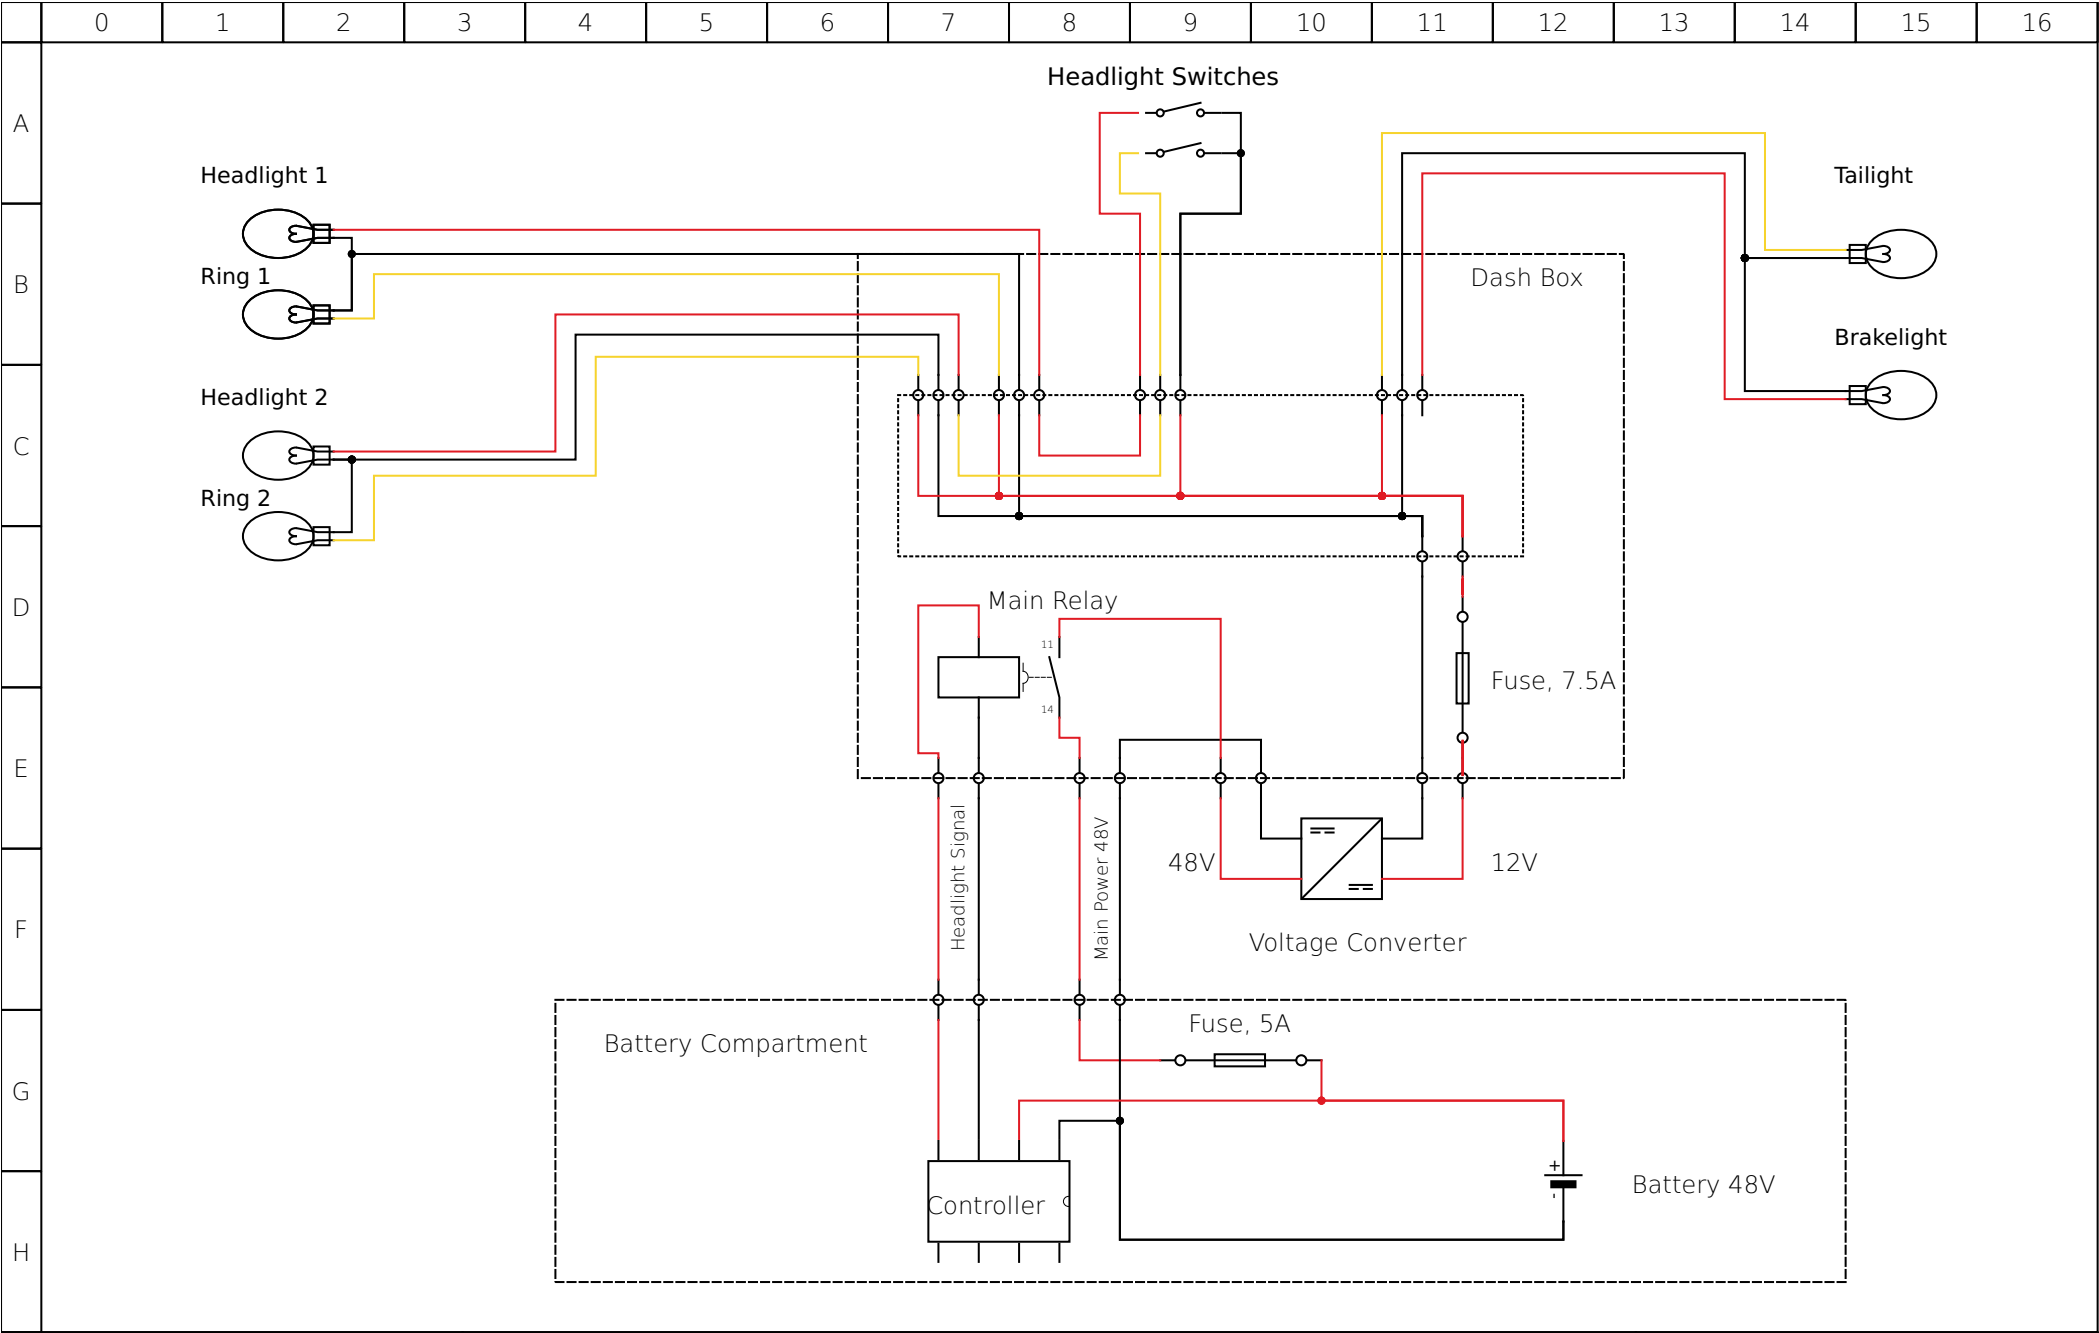 0 1 2 3 4 5 6 7 8 9 10 11 12 13 14 15 16
Headlight Switches
A
Headlight 1
Tailight
Ring 1
Dash Box
B
Brakelight
Headlight 2
C
Ring 2
Main Relay
D
11
Fuse, 7.5A
14
E
Headlight Signal
Main Power 48V
48V
12V
F
Voltage Converter
Fuse, 5A
Battery Compartment
G
+
Battery 48V
-
Controller
H